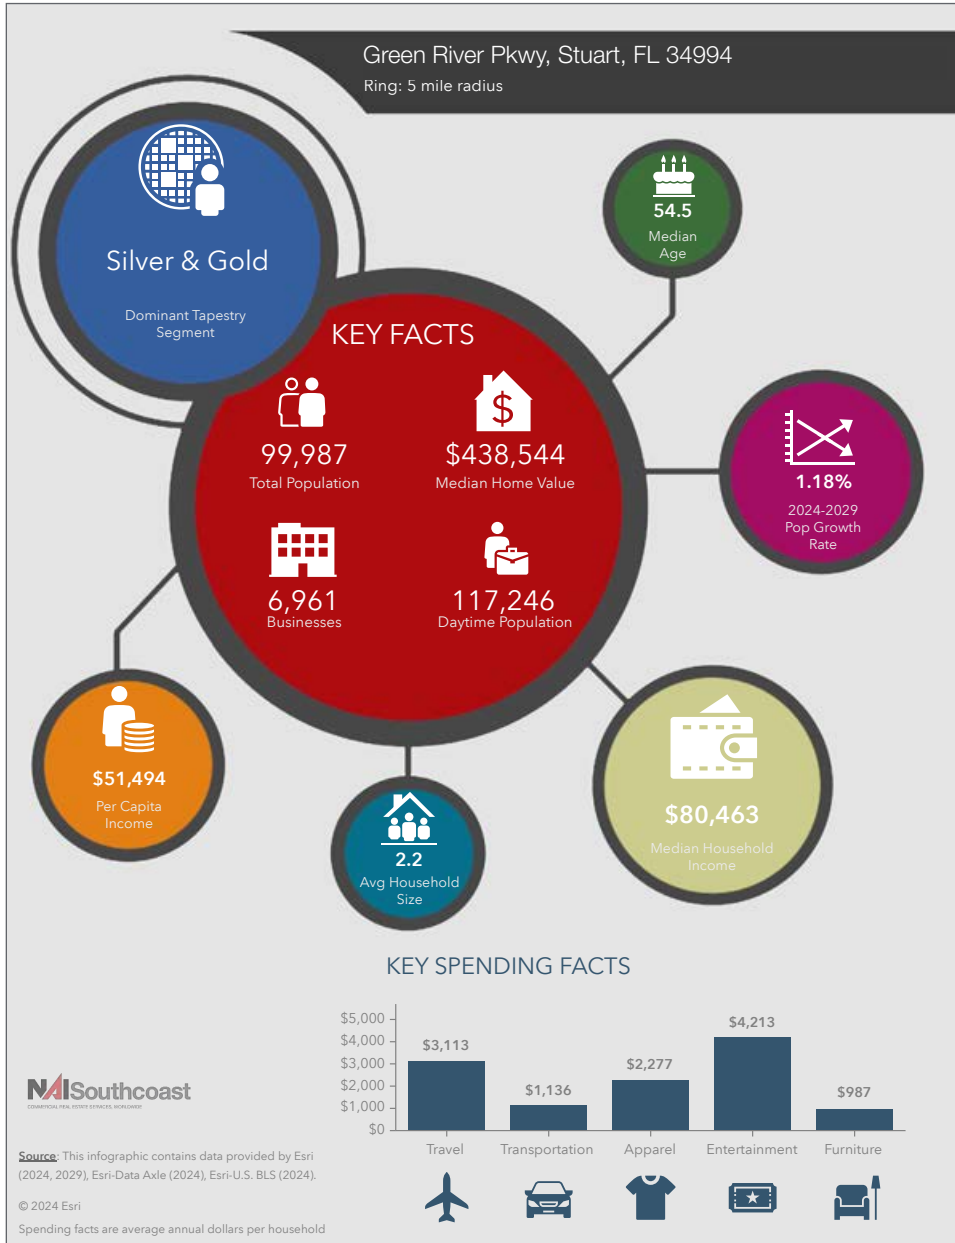 Green River Pkwy, Stuart, FL 34994
Ring: 5 mile radius
Silver & Gold
Dominant Tapestry
Segment
54.5
Median
Age
KEY FACTS
99,987
Total Population
$
$438,544
Median Home Value
6,961
Businesses
117,246
Daytime Population
1.18%
2024-2029
Pop Growth
Rate
$51,494
Per Capita
Income
2.2
Avg Household
Size
$80,463
Median Household
Income
KEY SPENDING FACTS
$5,000
$4,000
$3,000
$2,000
$1,000
$0
$3,113
$1,136
$2,277
$4,213
$987
Travel
Transportation
Apparel
Entertainment
Furniture
NAISouthcoast
COMMERCIAL REAL ESTATE SERVICES, WORLDWIDE
Source: This infographic contains data provided by Esri
(2024, 2029), Esri-Data Axle (2024), Esri-U.S. BLS (2024).
© 2024 Esri
Spending facts are average annual dollars per household